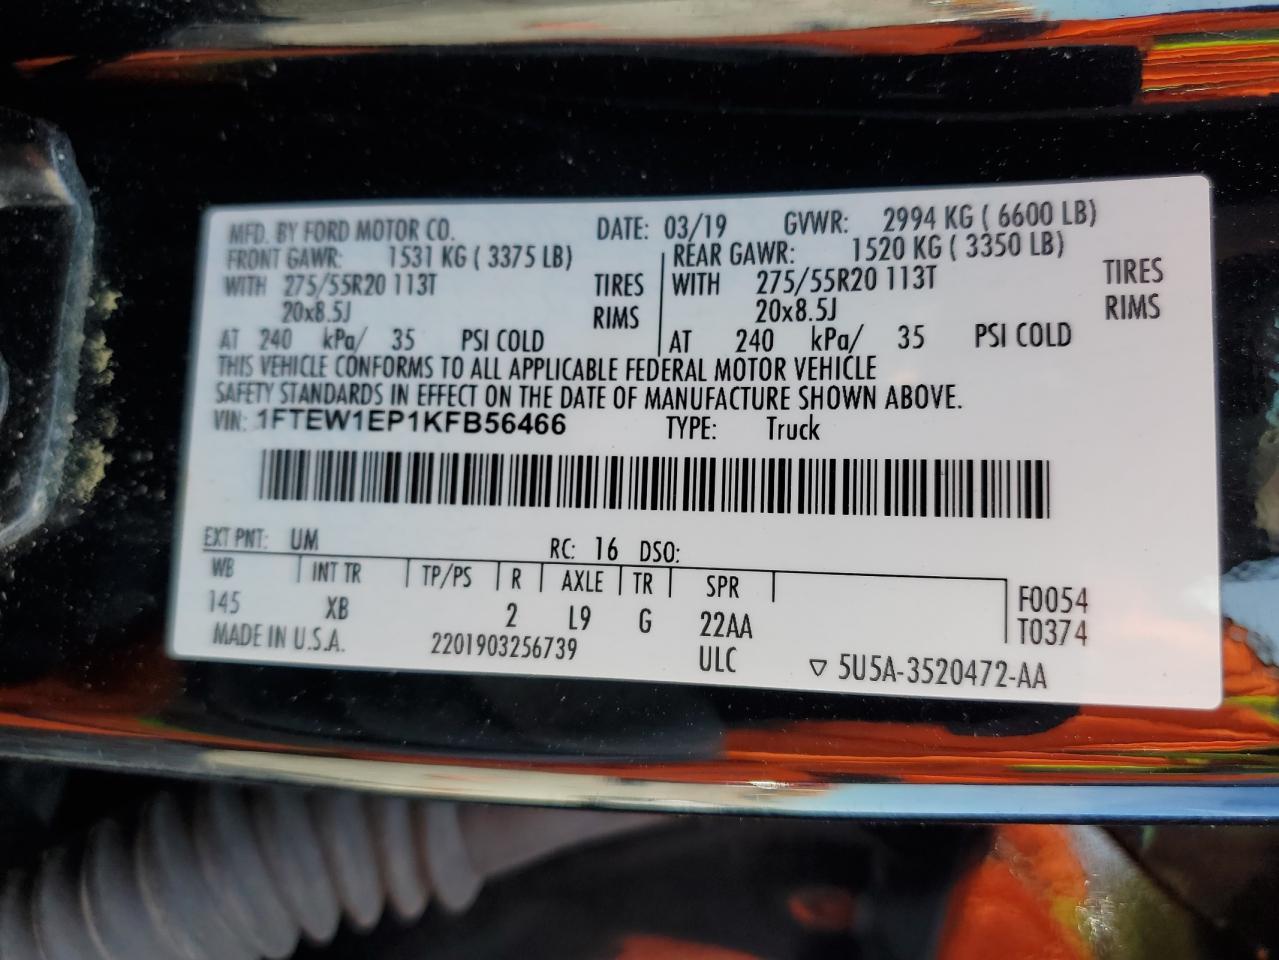 MFD. BY FORD MOTOR CO. DATE: 03/19 GVWR: 2994 KG ( 6600 LB)
FRONT GAWR: 1531 KG ( 3375 LB) REAR GAWR: 1520 KG ( 3350 LB)
WITH 275/55R20 113T TIRES WITH 275/55R20 113T TIRES
20x8.5J RIMS 20x8.5J RIMS
AT 240 kPa/ 35 PSI COLD AT 240 kPa/ 35 PSI COLD
THIS VEHICLE CONFORMS TO ALL APPLICABLE FEDERAL MOTOR VEHICLE
SAFETY STANDARDS IN EFFECT ON THE DATE OF MANUFACTURE SHOWN ABOVE.
VIN: 1FTEW1EP1KFB56466 TYPE: Truck
EXT PNT: UM RC: 16 DSO:
WB INT TR TP/PS R AXLE TR SPR F0054
145 XB 2 L9 G 22AA T0374
MADE IN U.S.A. 2201903256739 ULC ▽ 5U5A-3520472-AA